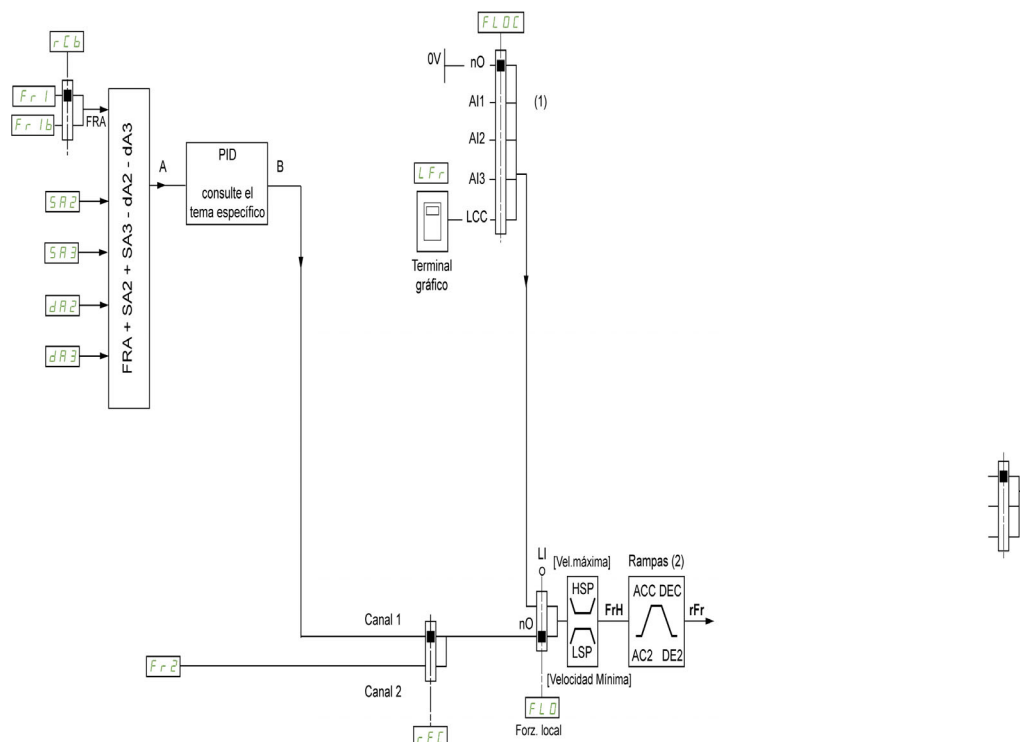 FLOC
rCb
0V
nO
Fr1
Fr1b
FRA
AI1
(1)
AI2
AI3
LFr
LCC
Terminal
gráfico
A
PID
consulte el
tema específico
B
SA2
SA3
dA2
dA3
FRA + SA2 + SA3 - dA2 - dA3
LI
[Vel.máxima]
Rampas (2)
HSP
ACC DEC
FrH
rFr
nO
LSP
AC2 DE2
[Velocidad Mínima]
Canal 1
Fr2
Canal 2
FLO
Forz. local
rFC